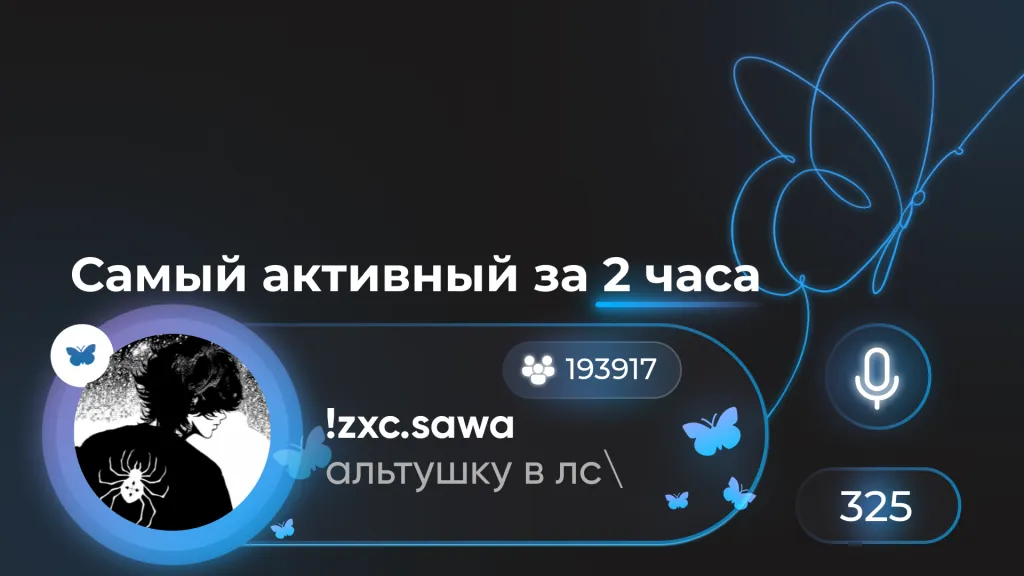 Самый активный за 2 часа
193917
!zxc.sawa
альтушку в лс\
325